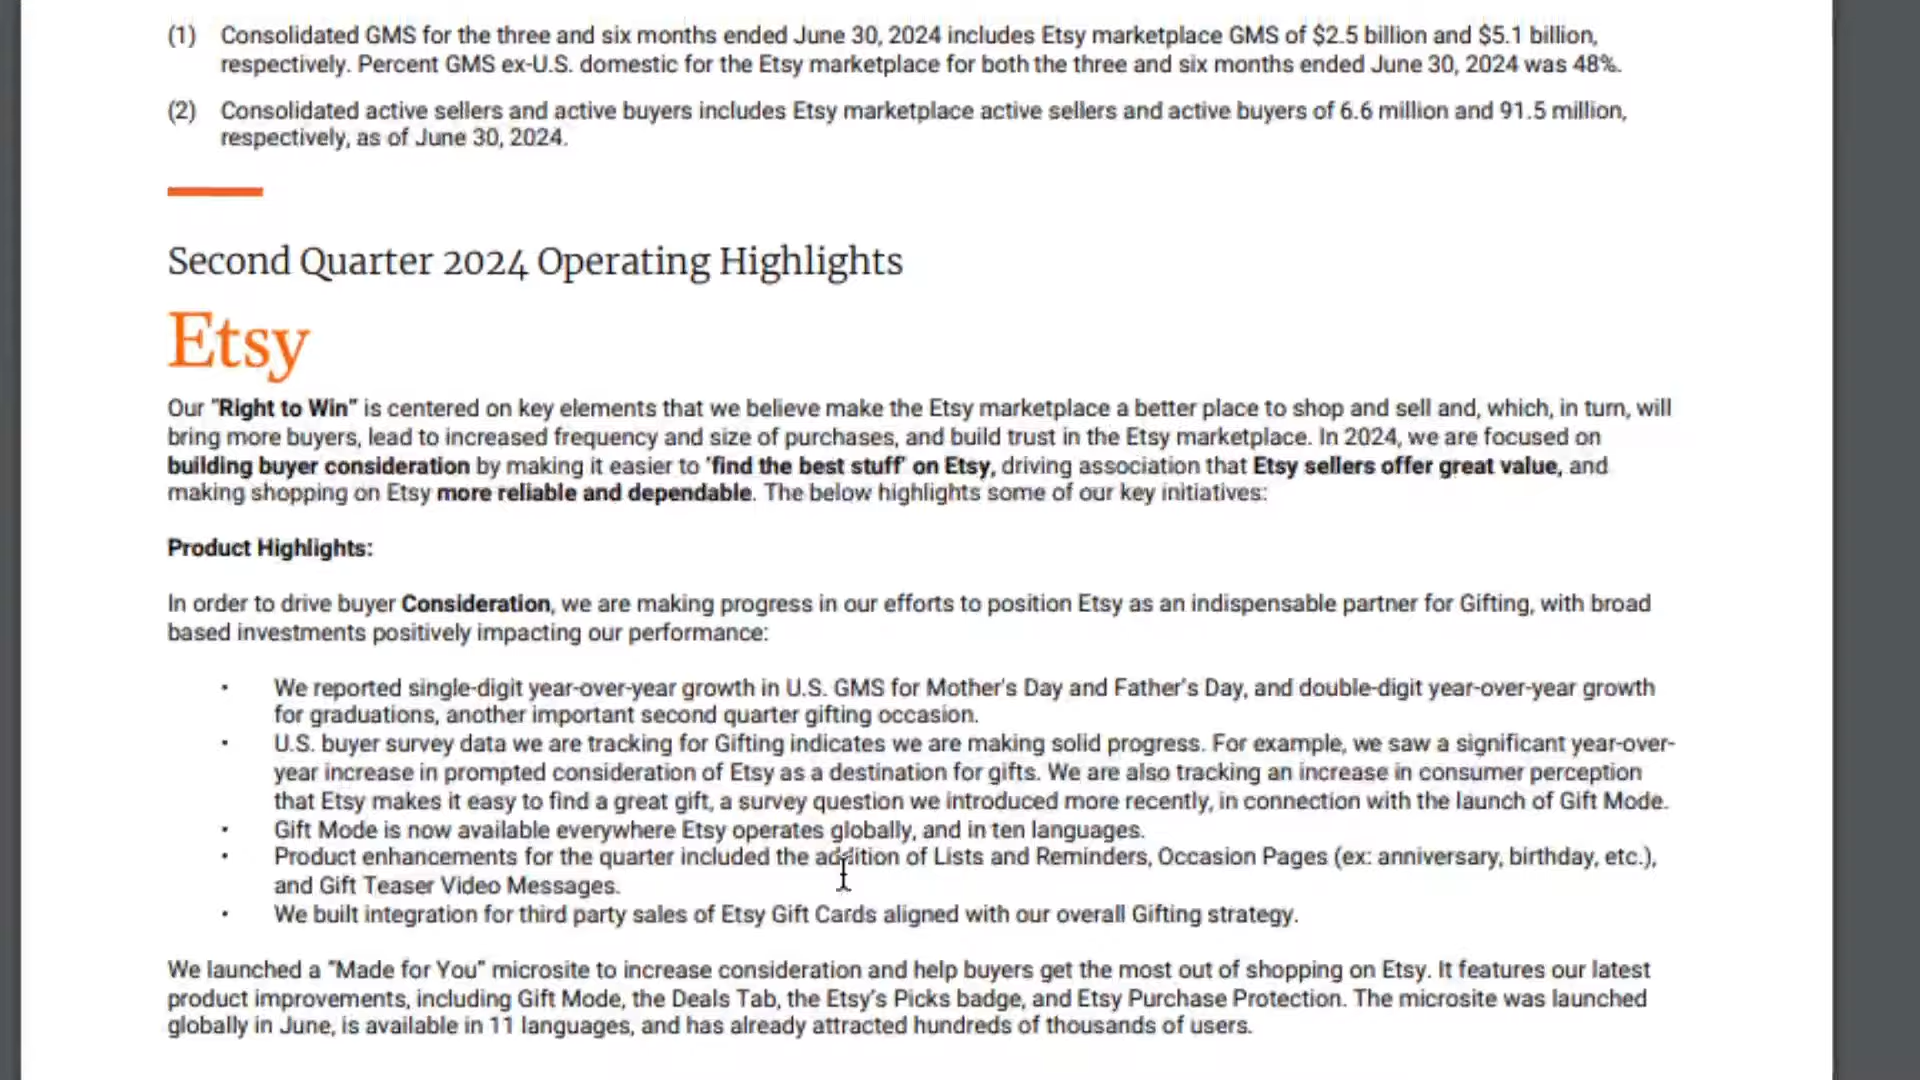 (1) Consolidated GMS for the three and six months ended June 30, 2024 includes Etsy marketplace GMS of $2.5 billion and $5.1 billion,
respectively. Percent GMS ex-U.S. domestic for the Etsy marketplace for both the three and six months ended June 30, 2024 was 48%.
(2) Consolidated active sellers and active buyers includes Etsy marketplace active sellers and active buyers of 6.6 million and 91.5 million,
respectively, as of June 30, 2024.
Second Quarter 2024 Operating Highlights
Etsy
Our "Right to Win" is centered on key elements that we believe make the Etsy marketplace a better place to shop and sell and, which, in turn, will
bring more buyers, lead to increased frequency and size of purchases, and build trust in the Etsy marketplace. In 2024, we are focused on
building buyer consideration by making it easier to 'find the best stuff' on Etsy, driving association that Etsy sellers offer great value, and
making shopping on Etsy more reliable and dependable. The below highlights some of our key initiatives:
Product Highlights:
In order to drive buyer Consideration, we are making progress in our efforts to position Etsy as an indispensable partner for Gifting, with broad
based investments positively impacting our performance:
• We reported single-digit year-over-year growth in U.S. GMS for Mother's Day and Father's Day, and double-digit year-over-year growth
for graduations, another important second quarter gifting occasion.
• U.S. buyer survey data we are tracking for Gifting indicates we are making solid progress. For example, we saw a significant year-over-
year increase in prompted consideration of Etsy as a destination for gifts. We are also tracking an increase in consumer perception
that Etsy makes it easy to find a great gift, a survey question we introduced more recently, in connection with the launch of Gift Mode.
• Gift Mode is now available everywhere Etsy operates globally, and in ten languages.
• Product enhancements for the quarter included the addition of Lists and Reminders, Occasion Pages (ex: anniversary, birthday, etc.),
and Gift Teaser Video Messages.
• We built integration for third party sales of Etsy Gift Cards aligned with our overall Gifting strategy.
We launched a "Made for You" microsite to increase consideration and help buyers get the most out of shopping on Etsy. It features our latest
product improvements, including Gift Mode, the Deals Tab, the Etsy's Picks badge, and Etsy Purchase Protection. The microsite was launched
globally in June, is available in 11 languages, and has already attracted hundreds of thousands of users.